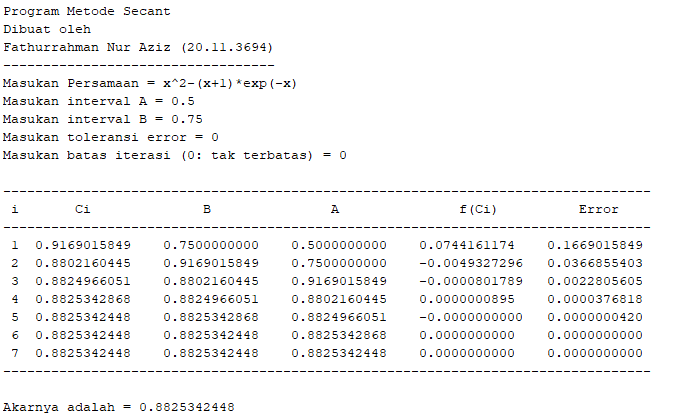 Program Metode Secant
Dibuat oleh
Fathurrahman Nur Aziz (20.11.3694)
----------------------------------
Masukan Persamaan = x^2-(x+1)*exp(-x)
Masukan interval A = 0.5
Masukan interval B = 0.75
Masukan toleransi error = 0
Masukan batas iterasi (0: tak terbatas) = 0
---------------------------------------------------------------------------------
i Ci B A f(Ci) Error
---------------------------------------------------------------------------------
1 0.9169015849 0.7500000000 0.5000000000 0.0744161174 0.1669015849
2 0.8802160445 0.9169015849 0.7500000000 -0.0049327296 0.0366855403
3 0.8824966051 0.8802160445 0.9169015849 -0.0000801789 0.0022805605
4 0.8825342868 0.8824966051 0.8802160445 0.0000000895 0.0000376818
5 0.8825342448 0.8825342868 0.8824966051 -0.0000000000 0.0000000420
6 0.8825342448 0.8825342448 0.8825342868 0.0000000000 0.0000000000
7 0.8825342448 0.8825342448 0.8825342448 0.0000000000 0.0000000000
---------------------------------------------------------------------------------
Akarnya adalah = 0.8825342448